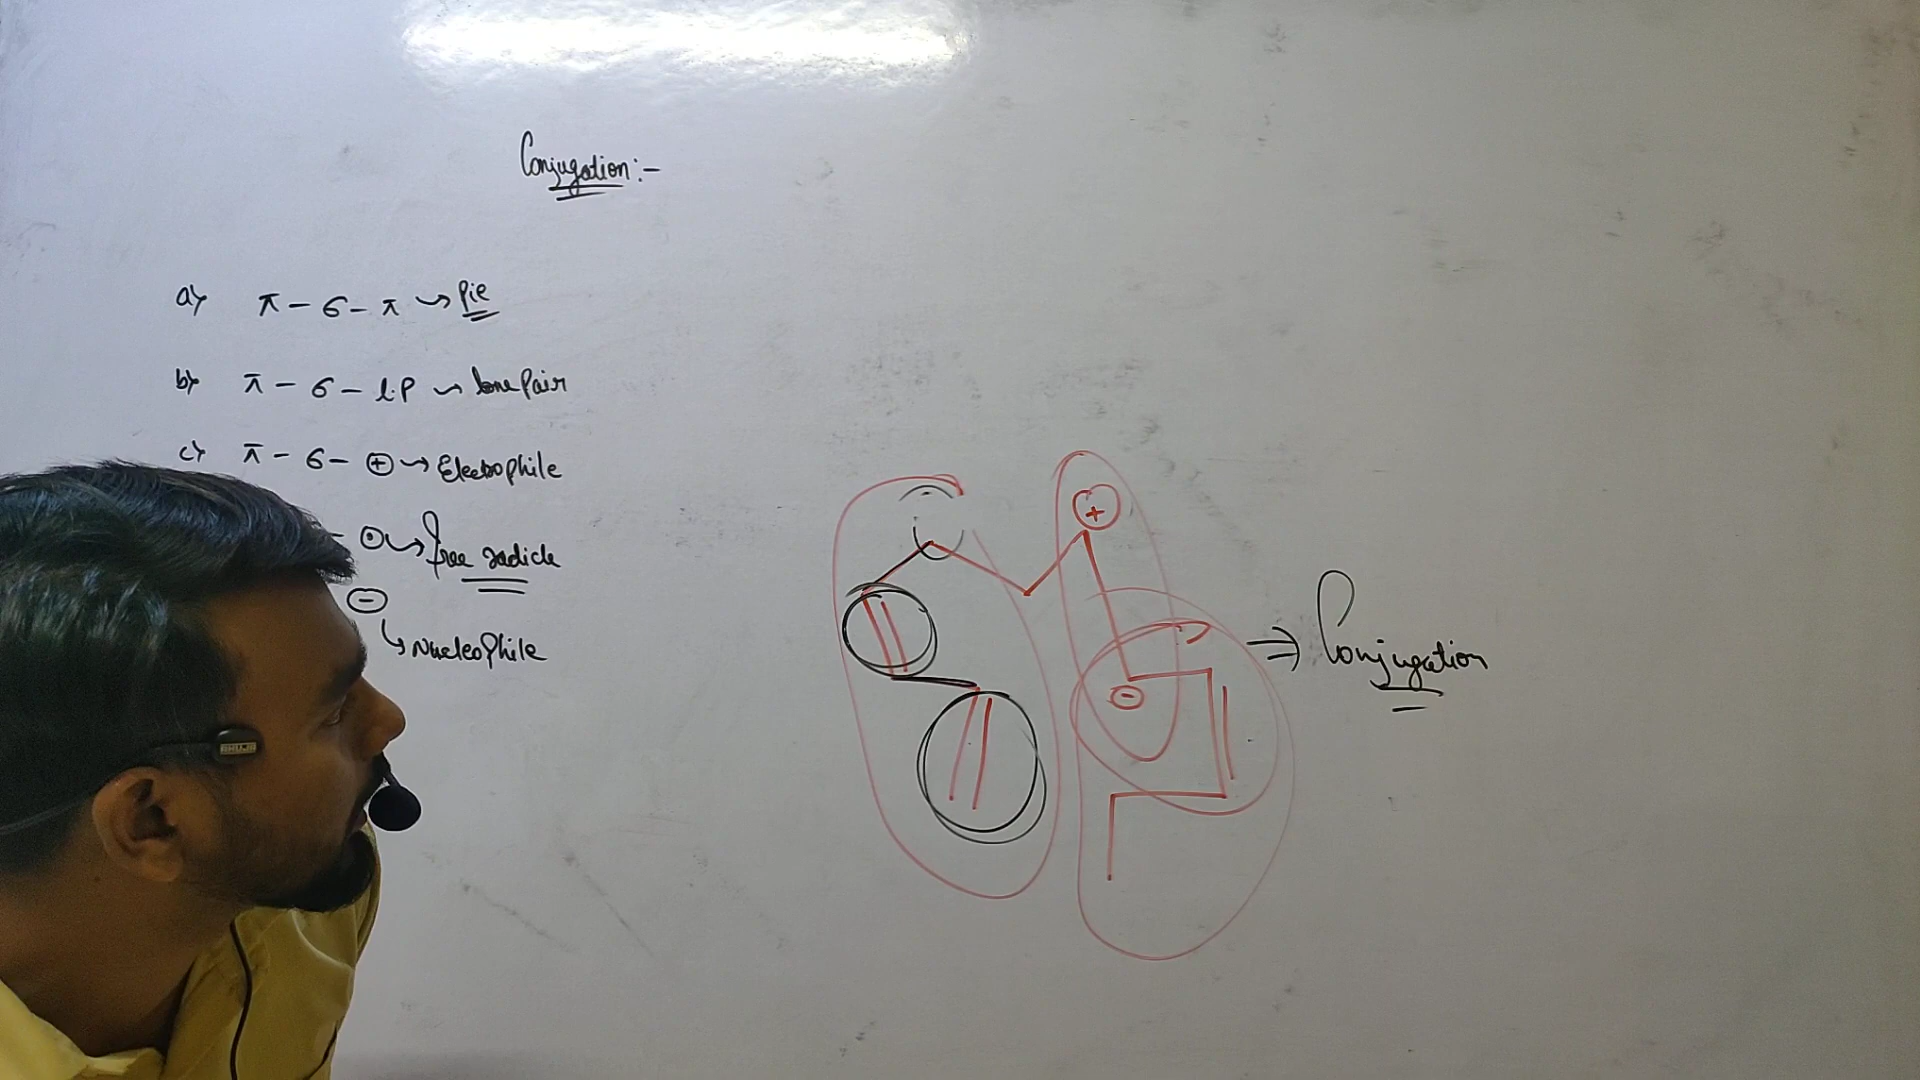 Conjugation:-
a) π - σ - π → Pie
b) π - σ - l.P → lone Pair
c) π - σ - ⊕ → Electrophile
- ⊙ → free radicle
⊖
↳ Nucleophile
+
-
⇒ Conjugation